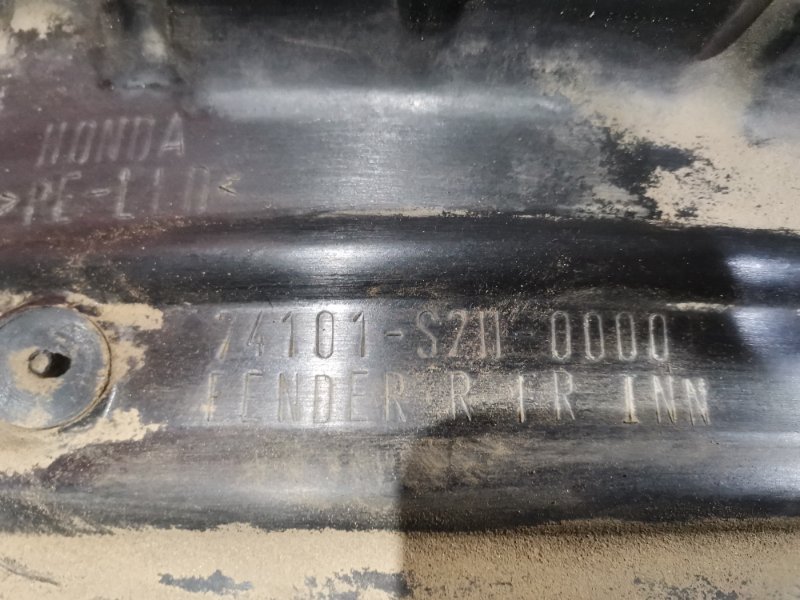 HONDA
>PE-LLD<
74101-S2H-0000
FENDER R FR INN